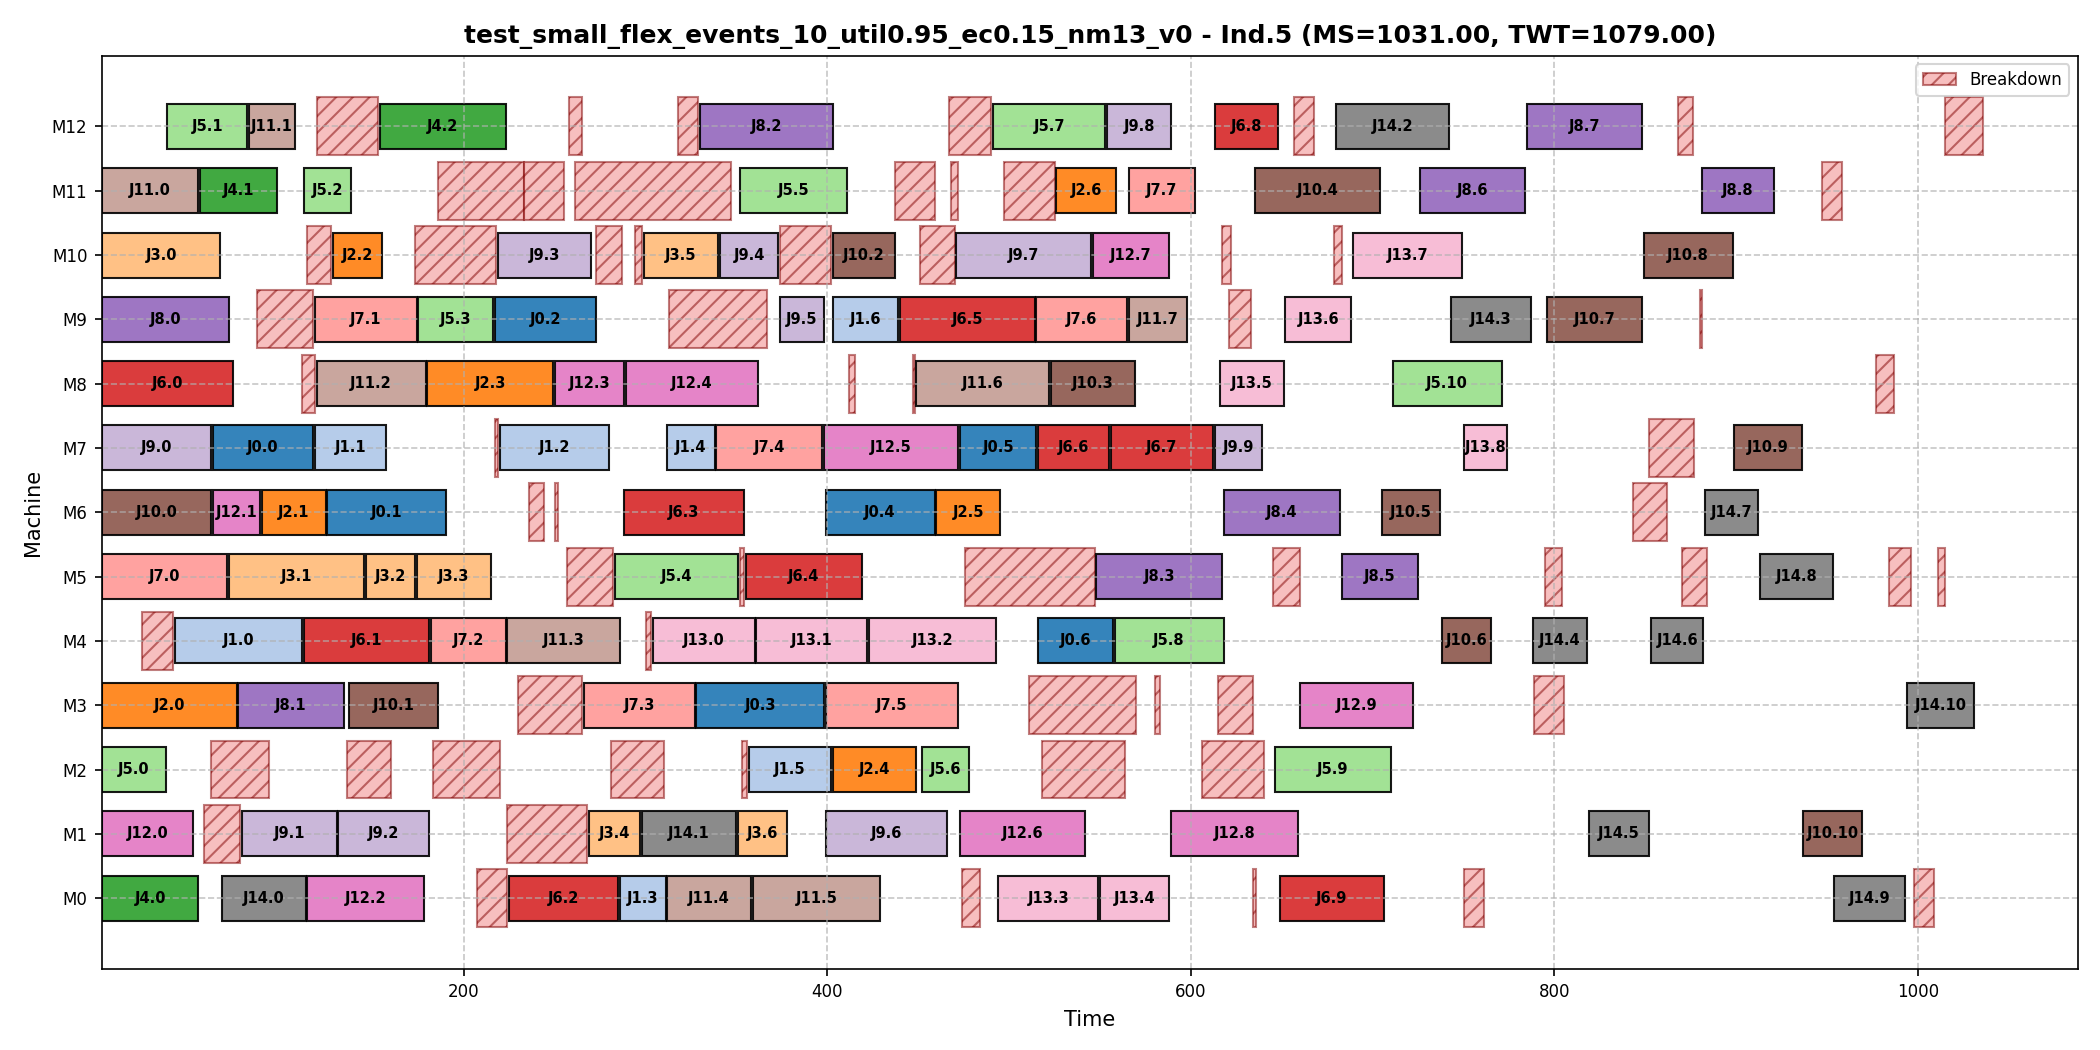 test_small_flex_events_10_util0.95_ec0.15_nm13_v0 - Ind.5 (MS=1031.00, TWT=1079.00)
Breakdown
Machine
M12 J5.1 J11.1 J4.2 J8.2 J5.7 J9.8 J6.8 J14.2 J8.7
M11 J11.0 J4.1 J5.2 J5.5 J2.6 J7.7 J10.4 J8.6 J8.8
M10 J3.0 J2.2 J9.3 J3.5 J9.4 J10.2 J9.7 J12.7 J13.7 J10.8
M9 J8.0 J7.1 J5.3 J0.2 J9.5 J1.6 J6.5 J7.6 J11.7 J13.6 J14.3 J10.7
M8 J6.0 J11.2 J2.3 J12.3 J12.4 J11.6 J10.3 J13.5 J5.10
M7 J9.0 J0.0 J1.1 J1.2 J1.4 J7.4 J12.5 J0.5 J6.6 J6.7 J9.9 J13.8 J10.9
M6 J10.0 J12.1 J2.1 J0.1 J6.3 J0.4 J2.5 J8.4 J10.5 J14.7
M5 J7.0 J3.1 J3.2 J3.3 J5.4 J6.4 J8.3 J8.5 J14.8
M4 J1.0 J6.1 J7.2 J11.3 J13.0 J13.1 J13.2 J0.6 J5.8 J10.6 J14.4 J14.6
M3 J2.0 J8.1 J10.1 J7.3 J0.3 J7.5 J12.9 J14.10
M2 J5.0 J1.5 J2.4 J5.6 J5.9
M1 J12.0 J9.1 J9.2 J3.4 J14.1 J3.6 J9.6 J12.6 J12.8 J14.5 J10.10
M0 J4.0 J14.0 J12.2 J6.2 J1.3 J11.4 J11.5 J13.3 J13.4 J6.9 J14.9
200 400 600 800 1000
Time